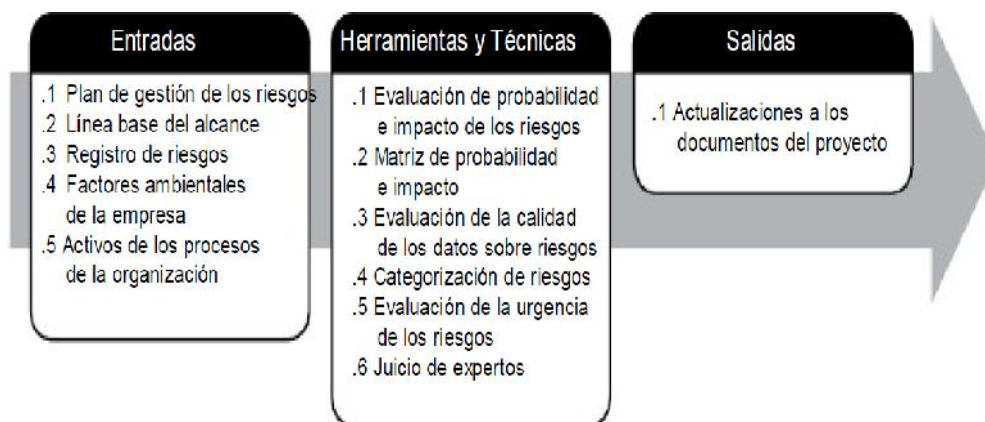 Entradas
.1 Plan de gestión de los riesgos
.2 Línea base del alcance
.3 Registro de riesgos
.4 Factores ambientales
de la empresa
.5 Activos de los procesos
de la organización
Herramientas y Técnicas
.1 Evaluación de probabilidad
e impacto de los riesgos
.2 Matriz de probabilidad
e impacto
.3 Evaluación de la calidad
de los datos sobre riesgos
.4 Categorización de riesgos
.5 Evaluación de la urgencia
de los riesgos
.6 Juicio de expertos
Salidas
.1 Actualizaciones a los
documentos del proyecto